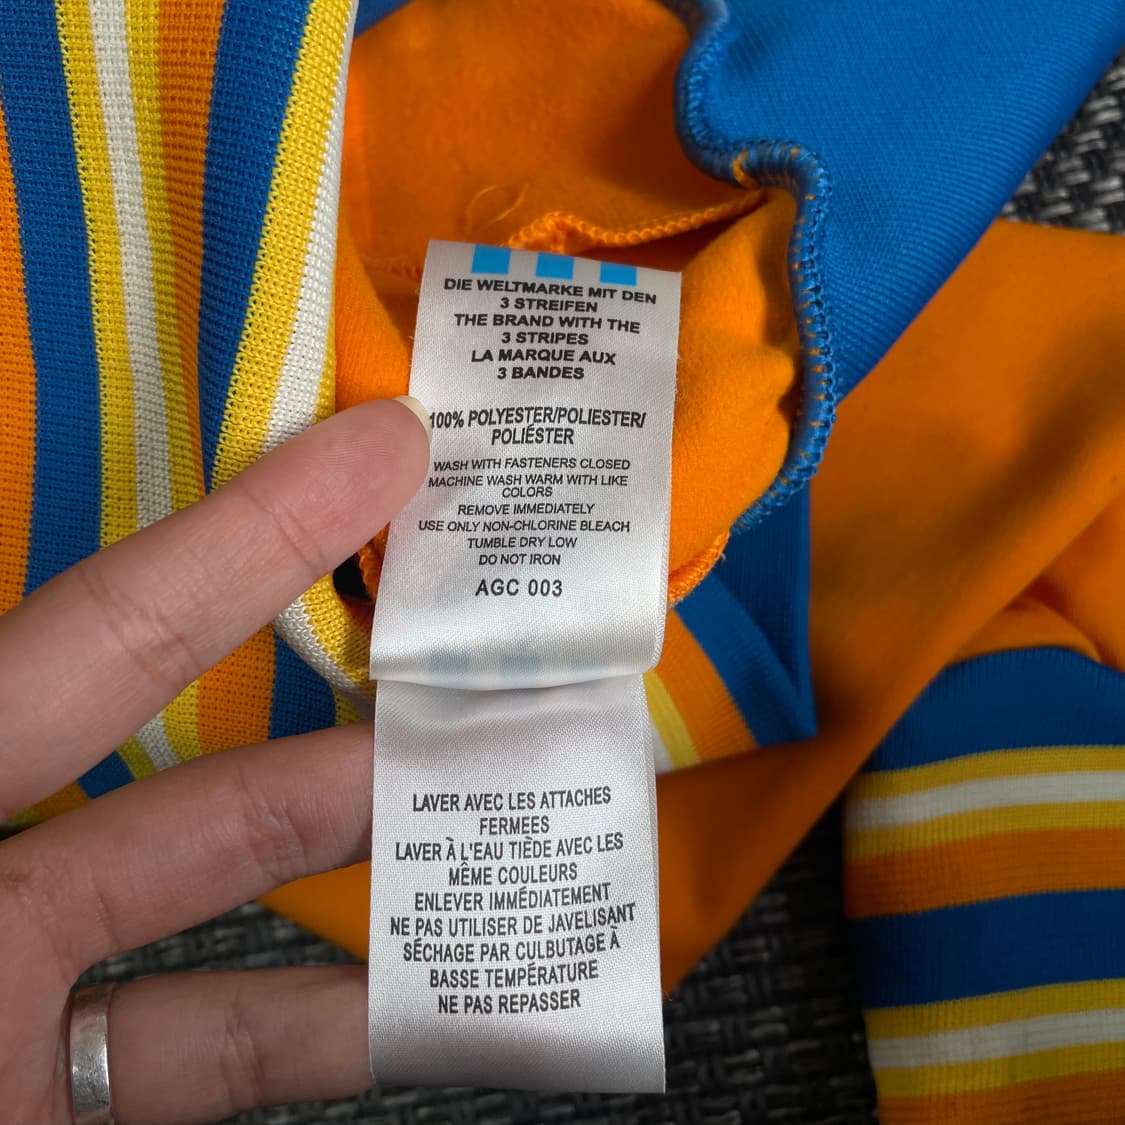 DIE WELTMARKE MIT DEN
3 STREIFEN
THE BRAND WITH THE
3 STRIPES
LA MARQUE AUX
3 BANDES
100% POLYESTER/POLIESTER/
POLIÉSTER
WASH WITH FASTENERS CLOSED
MACHINE WASH WARM WITH LIKE
COLORS
REMOVE IMMEDIATELY
USE ONLY NON-CHLORINE BLEACH
TUMBLE DRY LOW
DO NOT IRON
AGC 003
LAVER AVEC LES ATTACHES
FERMEES
LAVER À L'EAU TIÈDE AVEC LES
MÊME COULEURS
ENLEVER IMMÉDIATEMENT
NE PAS UTILISER DE JAVELISANT
SÉCHAGE PAR CULBUTAGE À
BASSE TEMPÉRATURE
NE PAS REPASSER